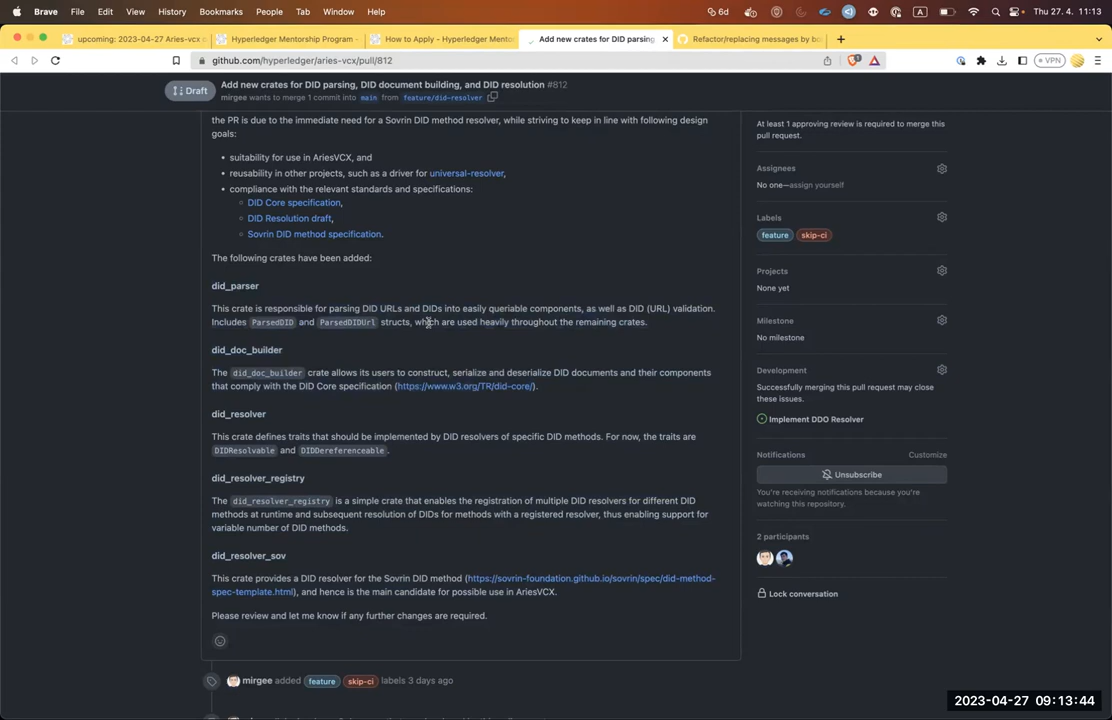 Brave File Edit View History Bookmarks People Tab Window Help
6d
A
Thu 27. 4. 11:13
upcoming: 2023-04-27 Aries-vcx
Hyperledger Mentorship Program -
How to Apply - Hyperledger Mento
Add new crates for DID parsing
Refactor/replacing messages by bo
github.com/hyperledger/aries-vcx/pull/812
VPN
Draft
Add new crates for DID parsing, DID document building, and DID resolution #812
mirgee wants to merge 1 commit into main from feature/did-resolver
the PR is due to the immediate need for a Sovrin DID method resolver, while striving to keep in line with following design
goals:
• suitability for use in AriesVCX, and
• reusability in other projects, such as a driver for universal-resolver,
• compliance with the relevant standards and specifications:
DID Core specification,
DID Resolution draft,
Sovrin DID method specification.
The following crates have been added:
did_parser
This crate is responsible for parsing DID URLs and DIDs into easily queriable components, as well as DID (URL) validation.
Includes ParsedDID and ParsedDIDUrl structs, which are used heavily throughout the remaining crates.
did_doc_builder
The did_doc_builder crate allows its users to construct, serialize and deserialize DID documents and their components
that comply with the DID Core specification (https://www.w3.org/TR/did-core/).
did_resolver
This crate defines traits that should be implemented by DID resolvers of specific DID methods. For now, the traits are
DIDResolvable and DIDDereferenceable.
did_resolver_registry
The did_resolver_registry is a simple crate that enables the registration of multiple DID resolvers for different DID
methods at runtime and subsequent resolution of DIDs for methods with a registered resolver, thus enabling support for
variable number of DID methods.
did_resolver_sov
This crate provides a DID resolver for the Sovrin DID method (https://sovrin-foundation.github.io/sovrin/spec/did-method-
spec-template.html), and hence is the main candidate for possible use in AriesVCX.
Please review and let me know if any further changes are required.
mirgee added feature skip-ci labels 3 days ago
At least 1 approving review is required to merge this
pull request.
Assignees
No one—assign yourself
Labels
feature skip-ci
Projects
None yet
Milestone
No milestone
Development
Successfully merging this pull request may close
these issues.
Implement DDO Resolver
Notifications Customize
Unsubscribe
You're receiving notifications because you're
watching this repository.
2 participants
Lock conversation
2023-04-27 09:13:44